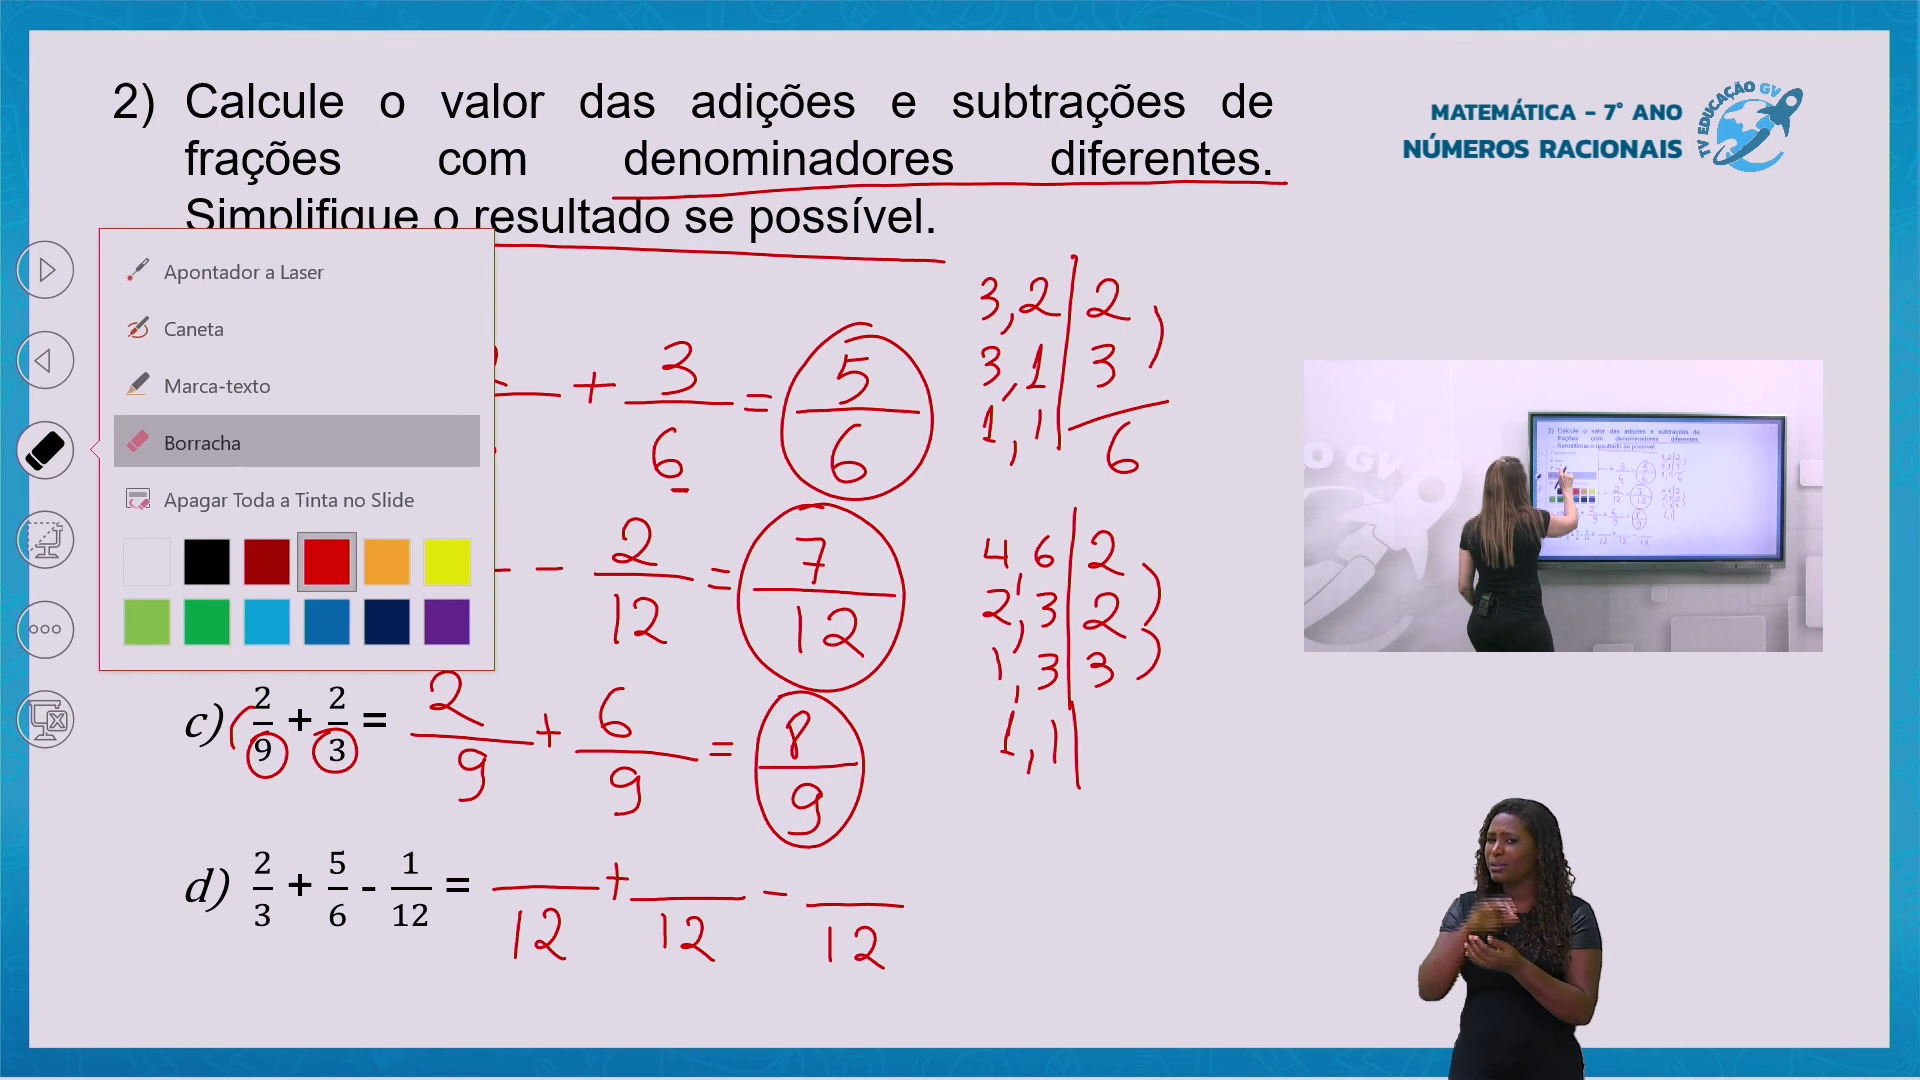 2) Calcule o valor das adições e subtrações de
frações com denominadores diferentes.
Simplifique o resultado se possível.
MATEMÁTICA - 7° ANO
NÚMEROS RACIONAIS
TV EDUCAÇÃO GV
Apontador a Laser
Caneta
Marca-texto
Borracha
Apagar Toda a Tinta no Slide
+ 3/6 = 5/6
- 2/12 = 7/12
c) 2/9 + 2/3 = 2/9 + 6/9 = 8/9
d) 2/3 + 5/6 - 1/12 = /12 + /12 - /12
3,2 | 2
3,1 | 3
1,1 | 6
4,6 | 2
2,3 | 2
1,3 | 3
1,1 |